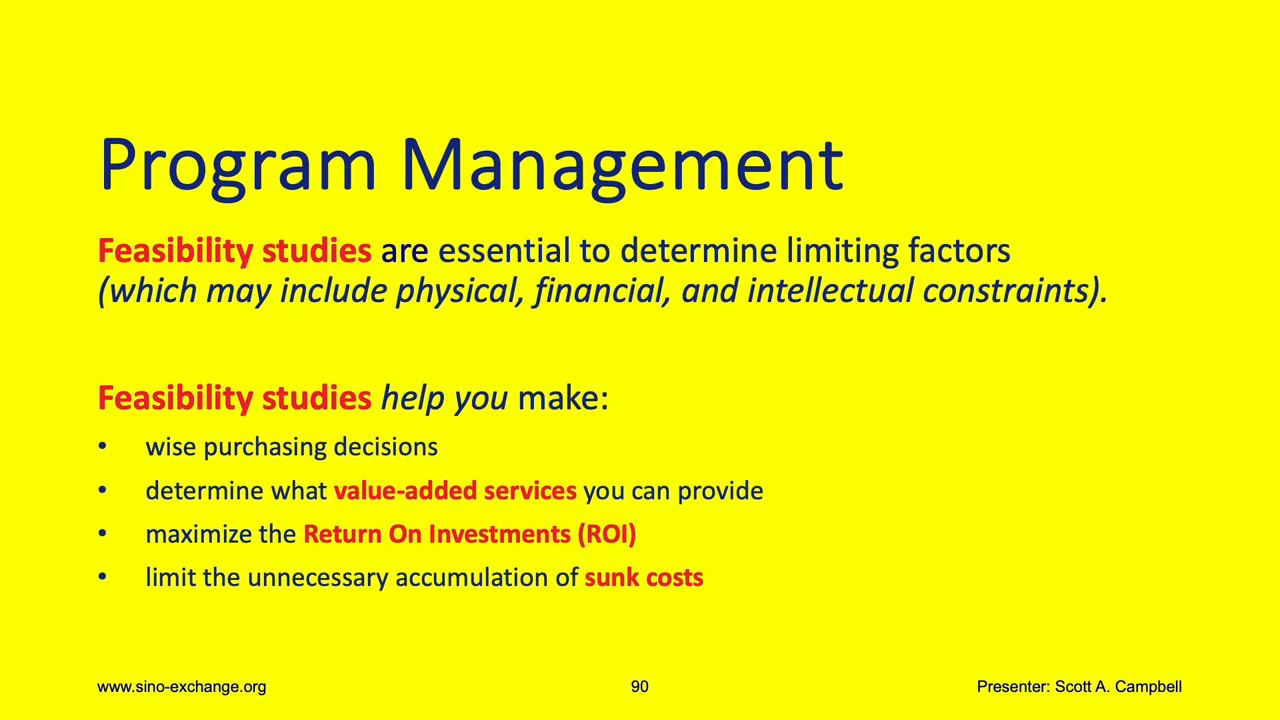 Program Management
Feasibility studies are essential to determine limiting factors
(which may include physical, financial, and intellectual constraints).
Feasibility studies help you make:
• wise purchasing decisions
• determine what value-added services you can provide
• maximize the Return On Investments (ROI)
• limit the unnecessary accumulation of sunk costs
www.sino-exchange.org 90 Presenter: Scott A. Campbell